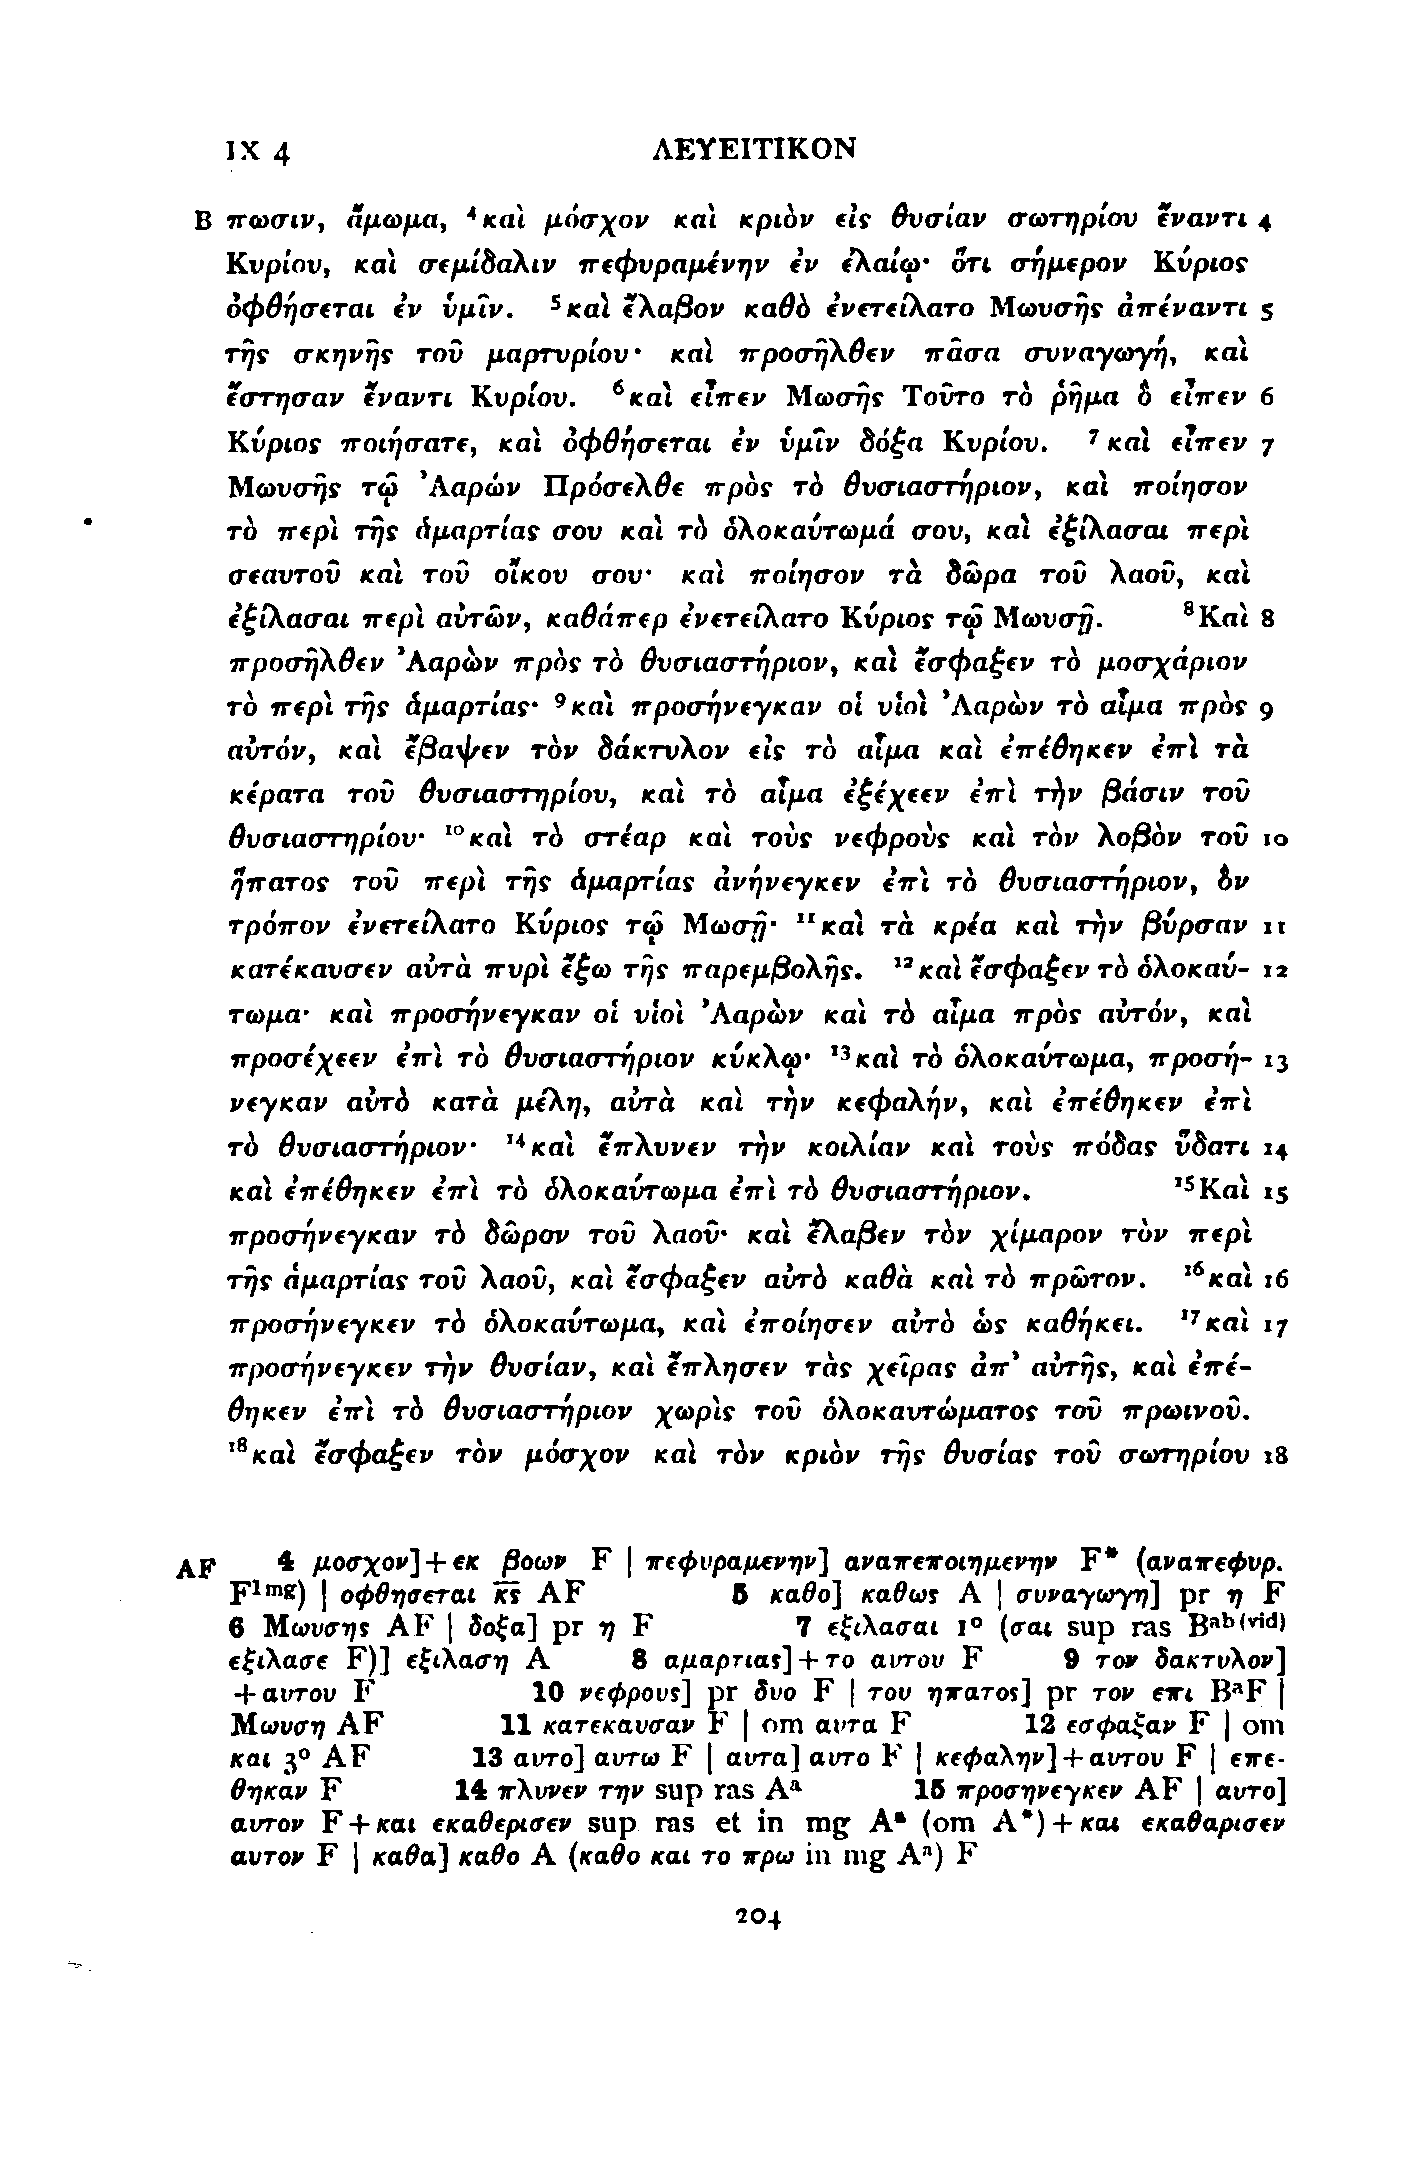 IX 4 ΛΕΥΕΙΤΙΚΟΝ
B πωσιν, ἄμωμα, ⁴καὶ μόσχον καὶ κριὸν εἰς θυσίαν σωτηρίου ἔναντι 4
Κυρίου, καὶ σεμίδαλιν πεφυραμένην ἐν ἐλαίῳ· ὅτι σήμερον Κύριος
ὀφθήσεται ἐν ὑμῖν. ⁵καὶ ἔλαβον καθὸ ἐνετείλατο Μωυσῆς ἀπέναντι 5
τῆς σκηνῆς τοῦ μαρτυρίου· καὶ προσῆλθεν πᾶσα συναγωγή, καὶ
ἔστησαν ἔναντι Κυρίου. ⁶καὶ εἶπεν Μωσῆς Τοῦτο τὸ ῥῆμα ὃ εἶπεν 6
Κύριος ποιήσατε, καὶ ὀφθήσεται ἐν ὑμῖν δόξα Κυρίου. ⁷καὶ εἶπεν 7
Μωυσῆς τῷ Ἀαρών Πρόσελθε πρὸς τὸ θυσιαστήριον, καὶ ποίησον
τὸ περὶ τῆς ἁμαρτίας σου καὶ τὸ ὁλοκαύτωμά σου, καὶ ἐξίλασαι περὶ
σεαυτοῦ καὶ τοῦ οἴκου σου· καὶ ποίησον τὰ δῶρα τοῦ λαοῦ, καὶ
ἐξίλασαι περὶ αὐτῶν, καθάπερ ἐνετείλατο Κύριος τῷ Μωυσῇ. ⁸Καὶ 8
προσῆλθεν Ἀαρὼν πρὸς τὸ θυσιαστήριον, καὶ ἔσφαξεν τὸ μοσχάριον
τὸ περὶ τῆς ἁμαρτίας· ⁹καὶ προσήνεγκαν οἱ υἱοὶ Ἀαρὼν τὸ αἷμα πρὸς 9
αὐτόν, καὶ ἔβαψεν τὸν δάκτυλον εἰς τὸ αἷμα καὶ ἐπέθηκεν ἐπὶ τὰ
κέρατα τοῦ θυσιαστηρίου, καὶ τὸ αἷμα ἐξέχεεν ἐπὶ τὴν βάσιν τοῦ
θυσιαστηρίου· ¹⁰καὶ τὸ στέαρ καὶ τοὺς νεφροὺς καὶ τὸν λοβὸν τοῦ 10
ἥπατος τοῦ περὶ τῆς ἁμαρτίας ἀνήνεγκεν ἐπὶ τὸ θυσιαστήριον, ὃν
τρόπον ἐνετείλατο Κύριος τῷ Μωσῇ· ¹¹καὶ τὰ κρέα καὶ τὴν βύρσαν 11
κατέκαυσεν αὐτὰ πυρὶ ἔξω τῆς παρεμβολῆς. ¹²καὶ ἔσφαξεν τὸ ὁλοκαύ- 12
τωμα· καὶ προσήνεγκαν οἱ υἱοὶ Ἀαρὼν καὶ τὸ αἷμα πρὸς αὐτόν, καὶ
προσέχεεν ἐπὶ τὸ θυσιαστήριον κύκλῳ· ¹³καὶ τὸ ὁλοκαύτωμα, προσή- 13
νεγκαν αὐτὸ κατὰ μέλη, αὐτὰ καὶ τὴν κεφαλήν, καὶ ἐπέθηκεν ἐπὶ
τὸ θυσιαστήριον· ¹⁴καὶ ἔπλυνεν τὴν κοιλίαν καὶ τοὺς πόδας ὕδατι 14
καὶ ἐπέθηκεν ἐπὶ τὸ ὁλοκαύτωμα ἐπὶ τὸ θυσιαστήριον. ¹⁵Καὶ 15
προσήνεγκαν τὸ δῶρον τοῦ λαοῦ· καὶ ἔλαβεν τὸν χίμαρον τὸν περὶ
τῆς ἁμαρτίας τοῦ λαοῦ, καὶ ἔσφαξεν αὐτὸ καθὰ καὶ τὸ πρῶτον. ¹⁶καὶ 16
προσήνεγκεν τὸ ὁλοκαύτωμα, καὶ ἐποίησεν αὐτὸ ὡς καθήκει. ¹⁷καὶ 17
προσήνεγκεν τὴν θυσίαν, καὶ ἔπλησεν τὰς χεῖρας ἀπ’ αὐτῆς, καὶ ἐπέ-
θηκεν ἐπὶ τὸ θυσιαστήριον χωρὶς τοῦ ὁλοκαυτώματος τοῦ πρωινοῦ.
¹⁸καὶ ἔσφαξεν τὸν μόσχον καὶ τὸν κριὸν τῆς θυσίας τοῦ σωτηρίου 18
AF 4 μοσχον]+εκ βοων F | πεφυραμενην] αναπεποιημενην F* (αναπεφυρ.
F¹ᵐᵍ) | οφθησεται κ̅ς̅ AF 5 καθο] καθως A | συναγωγη] pr η F
6 Μωυσης AF | δοξα] pr η F 7 εξιλασαι 1° (σαι sup ras Bᵃᵇ⁽ᵛⁱᵈ⁾
εξιλασε F)] εξιλαση A 8 αμαρτιας]+το αυτου F 9 τον δακτυλον]
+αυτου F 10 νεφρους] pr δυο F | του ηπατος] pr τον επι BᵃF |
Μωυση AF 11 κατεκαυσαν F | om αυτα F 12 εσφαξαν F | om
και 3° AF 13 αυτο] αυτω F | αυτα] αυτο F | κεφαλην]+αυτου F | επε-
θηκαν F 14 πλυνεν την sup ras Aᵃ 15 προσηνεγκεν AF | αυτο]
αυτον F+και εκαθερισεν sup ras et in mg Aᵃ (om A*)+και εκαθαρισεν
αυτον F | καθα] καθο A (καθο και το πρω in mg Aᵃ) F
204